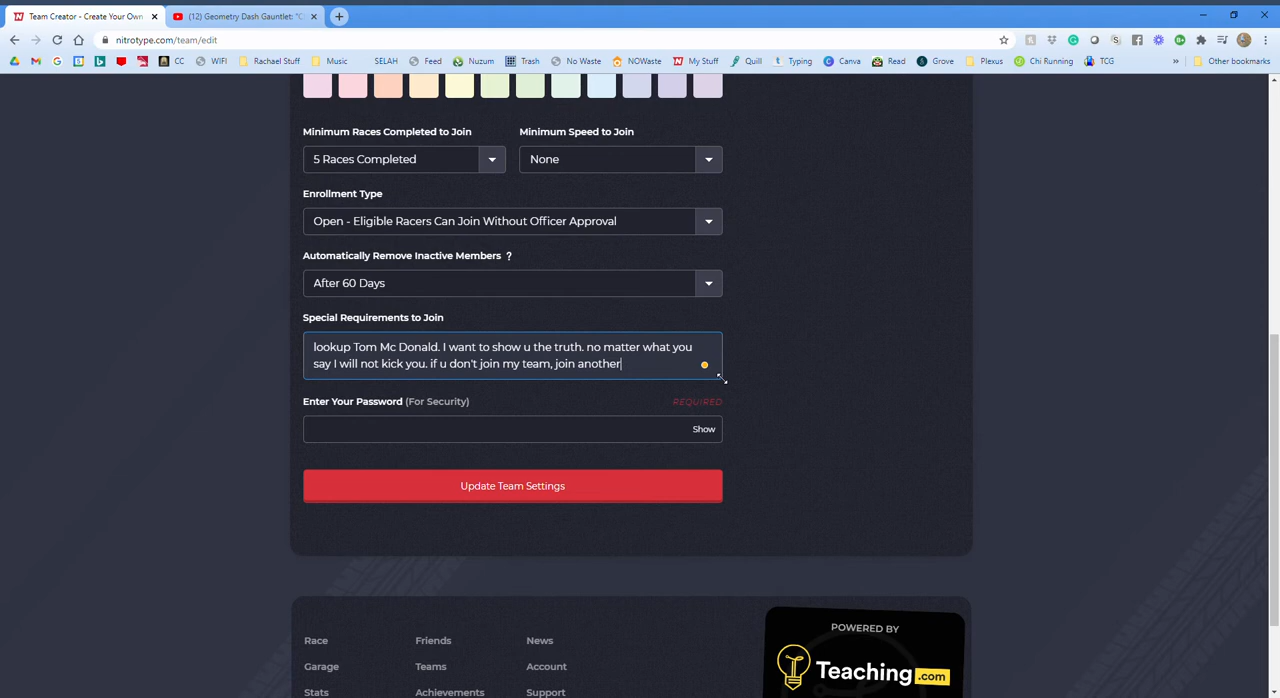 Team Creator - Create Your Own
(12) Geometry Dash Gauntlet: "C
nitrotype.com/team/edit
CC
WIFI
Rachael Stuff
Music
SELAH
Feed
Nuzum
Trash
No Waste
NOWaste
My Stuff
Quill
Typing
Canva
Read
Grove
Plexus
Chi Running
TCG
»
Other bookmarks
Minimum Races Completed to Join
Minimum Speed to Join
5 Races Completed
None
Enrollment Type
Open - Eligible Racers Can Join Without Officer Approval
Automatically Remove Inactive Members ?
After 60 Days
Special Requirements to Join
lookup Tom Mc Donald. I want to show u the truth. no matter what you
say I will not kick you. if u don't join my team, join another
Enter Your Password (For Security)
REQUIRED
Show
Update Team Settings
Race
Friends
News
Garage
Teams
Account
Stats
Achievements
Support
POWERED BY
Teaching.com